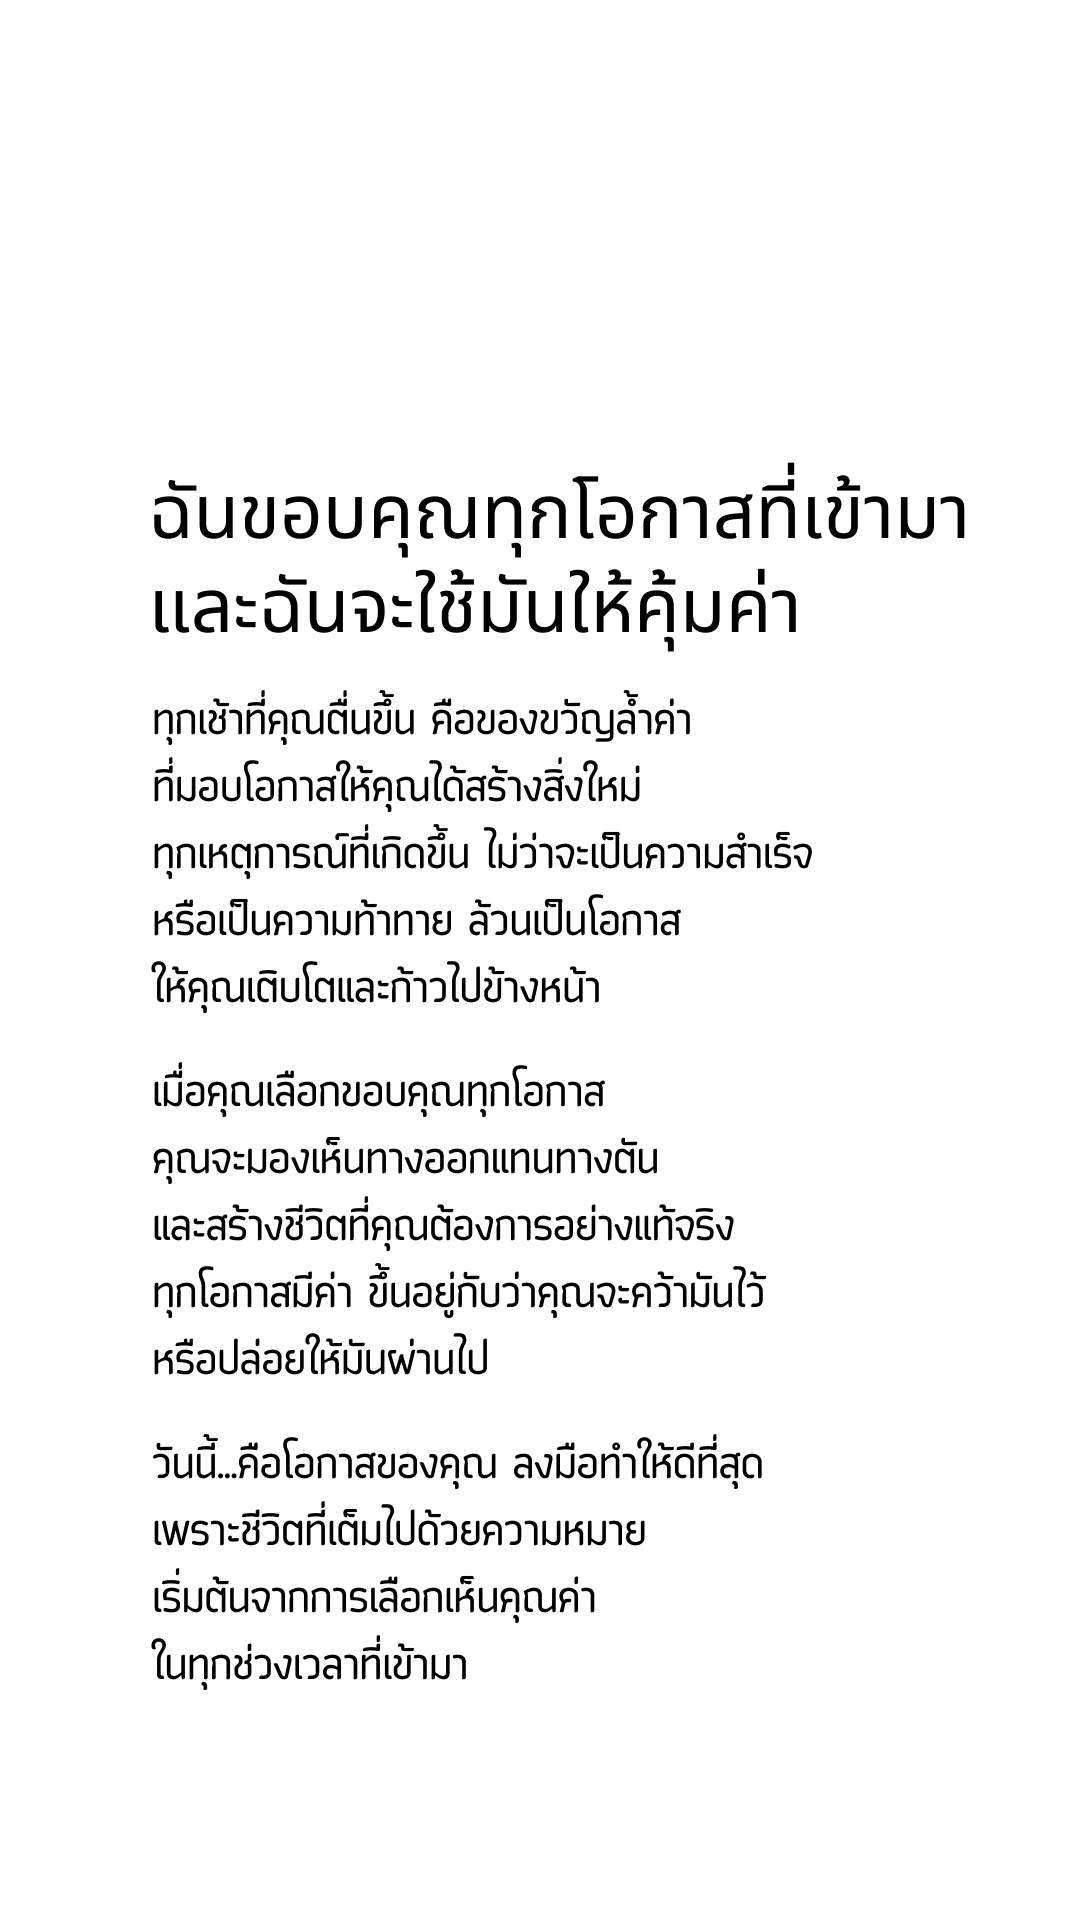 ฉันขอบคุณทุกโอกาสที่เข้ามา
และฉันจะใช้มันให้คุ้มค่า
ทุกเช้าที่คุณตื่นขึ้น คือของขวัญล้ำค่า
ที่มอบโอกาสให้คุณได้สร้างสิ่งใหม่
ทุกเหตุการณ์ที่เกิดขึ้น ไม่ว่าจะเป็นความสำเร็จ
หรือเป็นความท้าทาย ล้วนเป็นโอกาส
ให้คุณเติบโตและก้าวไปข้างหน้า
เมื่อคุณเลือกขอบคุณทุกโอกาส
คุณจะมองเห็นทางออกแทนทางตัน
และสร้างชีวิตที่คุณต้องการอย่างแท้จริง
ทุกโอกาสมีค่า ขึ้นอยู่กับว่าคุณจะคว้ามันไว้
หรือปล่อยให้มันผ่านไป
วันนี้...คือโอกาสของคุณ ลงมือทำให้ดีที่สุด
เพราะชีวิตที่เต็มไปด้วยความหมาย
เริ่มต้นจากการเลือกเห็นคุณค่า
ในทุกช่วงเวลาที่เข้ามา